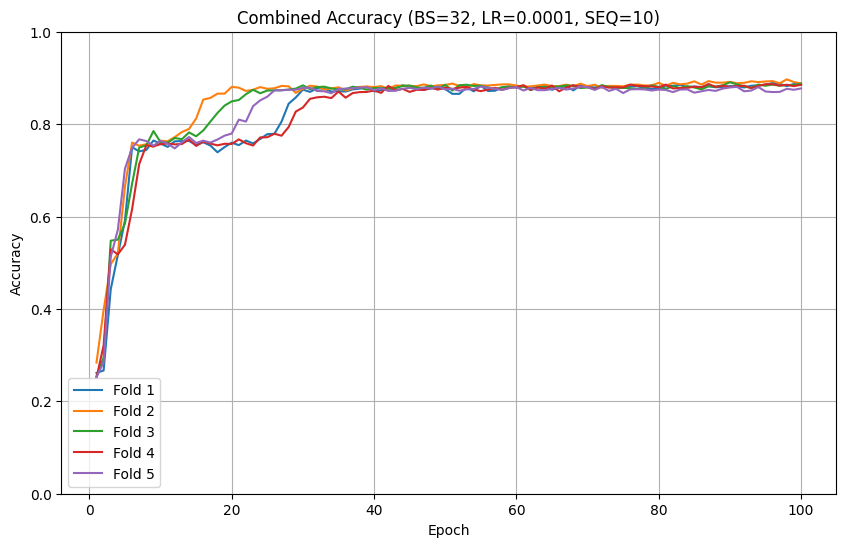 Combined Accuracy (BS=32, LR=0.0001, SEQ=10)
1.0
0.8
0.6
0.4
0.2
0.0
Accuracy
Fold 1
Fold 2
Fold 3
Fold 4
Fold 5
0 20 40 60 80 100
Epoch